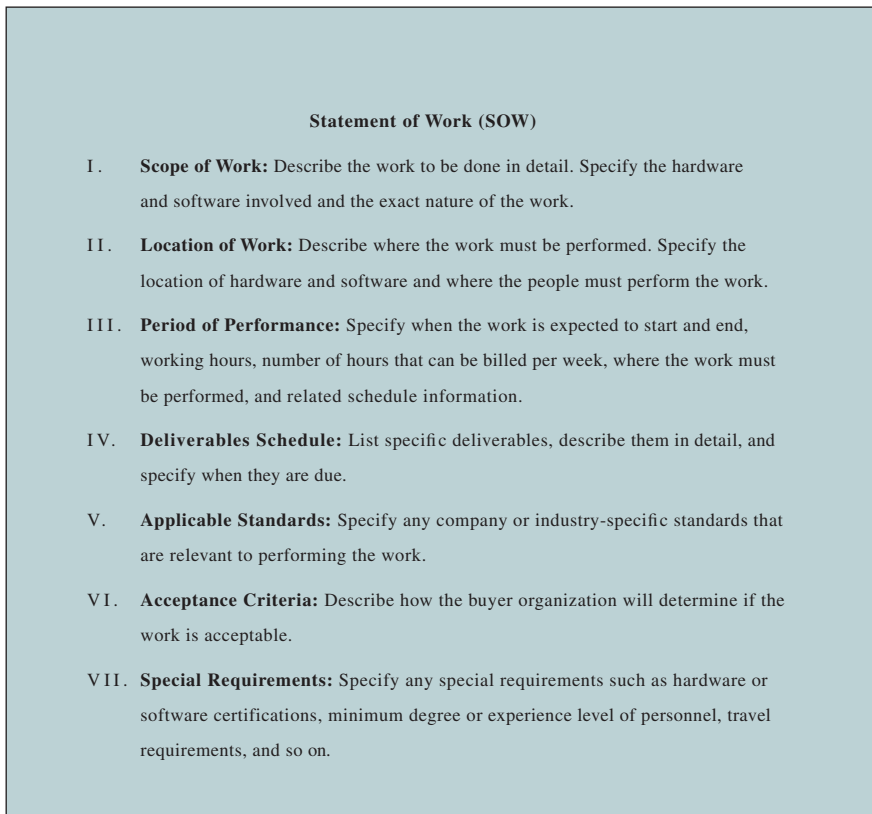 Statement of Work (SOW)
I. Scope of Work: Describe the work to be done in detail. Specify the hardware
and software involved and the exact nature of the work.
II. Location of Work: Describe where the work must be performed. Specify the
location of hardware and software and where the people must perform the work.
III. Period of Performance: Specify when the work is expected to start and end,
working hours, number of hours that can be billed per week, where the work must
be performed, and related schedule information.
IV. Deliverables Schedule: List specific deliverables, describe them in detail, and
specify when they are due.
V. Applicable Standards: Specify any company or industry-specific standards that
are relevant to performing the work.
VI. Acceptance Criteria: Describe how the buyer organization will determine if the
work is acceptable.
VII. Special Requirements: Specify any special requirements such as hardware or
software certifications, minimum degree or experience level of personnel, travel
requirements, and so on.